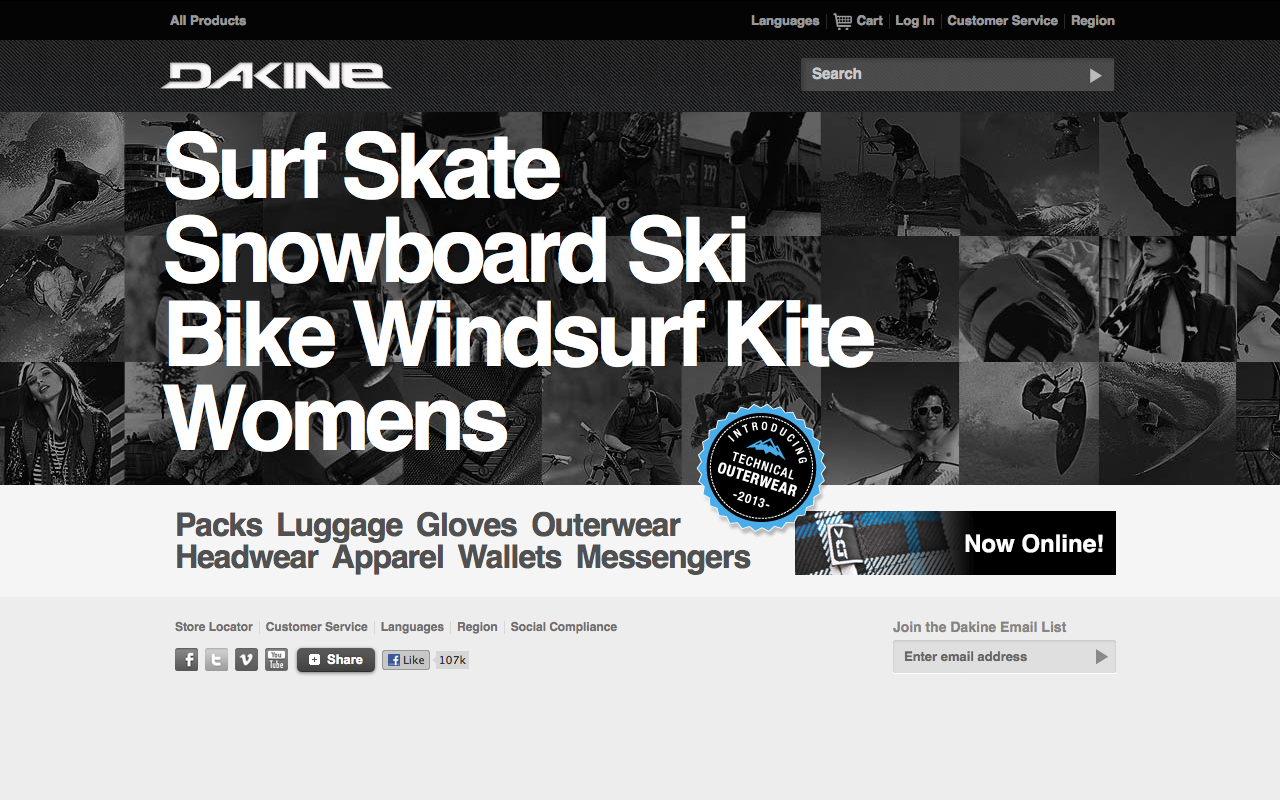 All Products
Languages
Cart
Log In
Customer Service
Region
DAKINE
Search
Surf Skate
Snowboard Ski
Bike Windsurf Kite
Womens
INTRODUCING
TECHNICAL
OUTERWEAR
-2013-
Packs Luggage Gloves Outerwear
Headwear Apparel Wallets Messengers
Now Online!
Store Locator
Customer Service
Languages
Region
Social Compliance
Join the Dakine Email List
Enter email address
You
Tube
Share
Like
107k